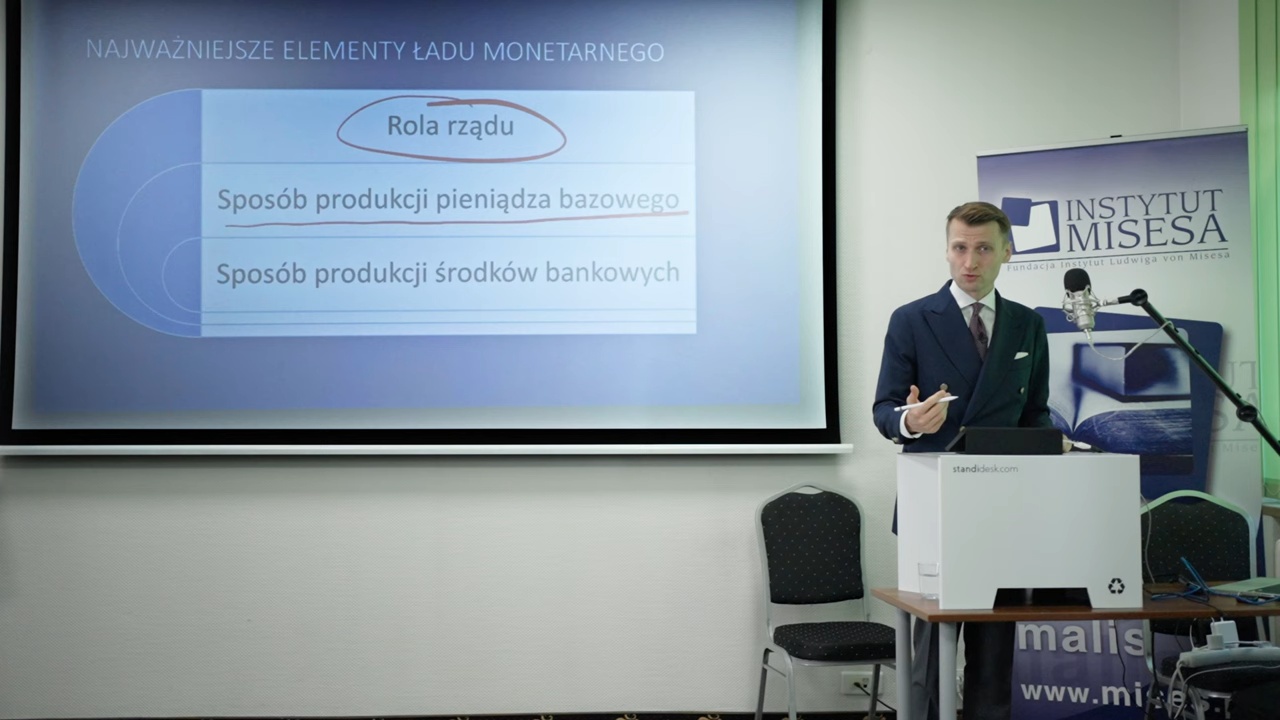 NAJWAŻNIEJSZE ELEMENTY ŁADU MONETARNEGO
Rola rządu
Sposób produkcji pieniądza bazowego
Sposób produkcji środków bankowych
INSTYTUT
MISESA
Fundacja Instytut Ludwiga von Misesa
standidesk.com
malis
www.mises.